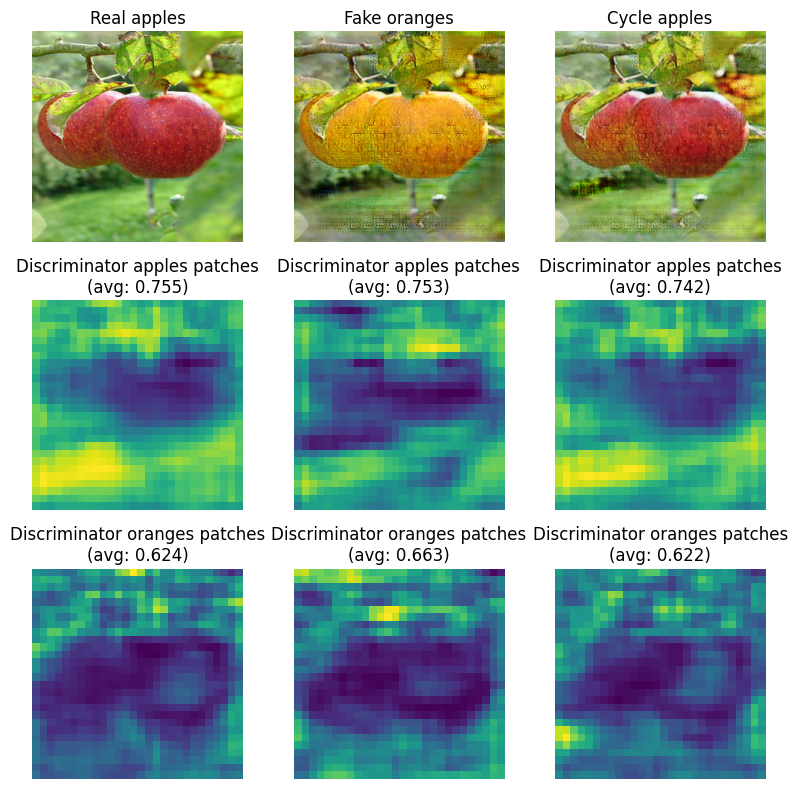 Real apples
Fake oranges
Cycle apples
Discriminator apples patches
(avg: 0.755)
Discriminator apples patches
(avg: 0.753)
Discriminator apples patches
(avg: 0.742)
Discriminator oranges patches
(avg: 0.624)
Discriminator oranges patches
(avg: 0.663)
Discriminator oranges patches
(avg: 0.622)